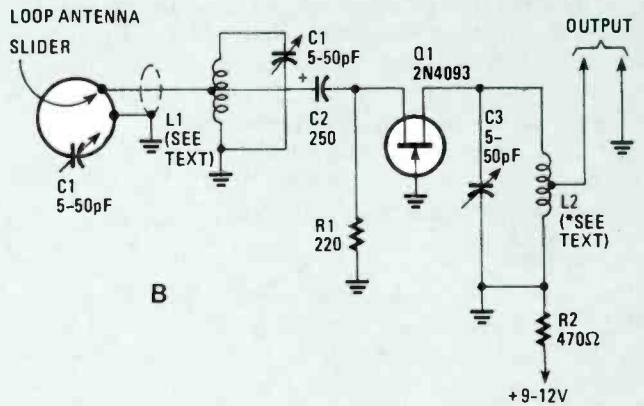 LOOP ANTENNA
SLIDER
C1
5-50pF
L1
(SEE
TEXT)
C1
5-50pF
+
C2
250
R1
220
Q1
2N4093
C3
5-
50pF
OUTPUT
L2
(*SEE
TEXT)
R2
470Ω
+9-12V
B